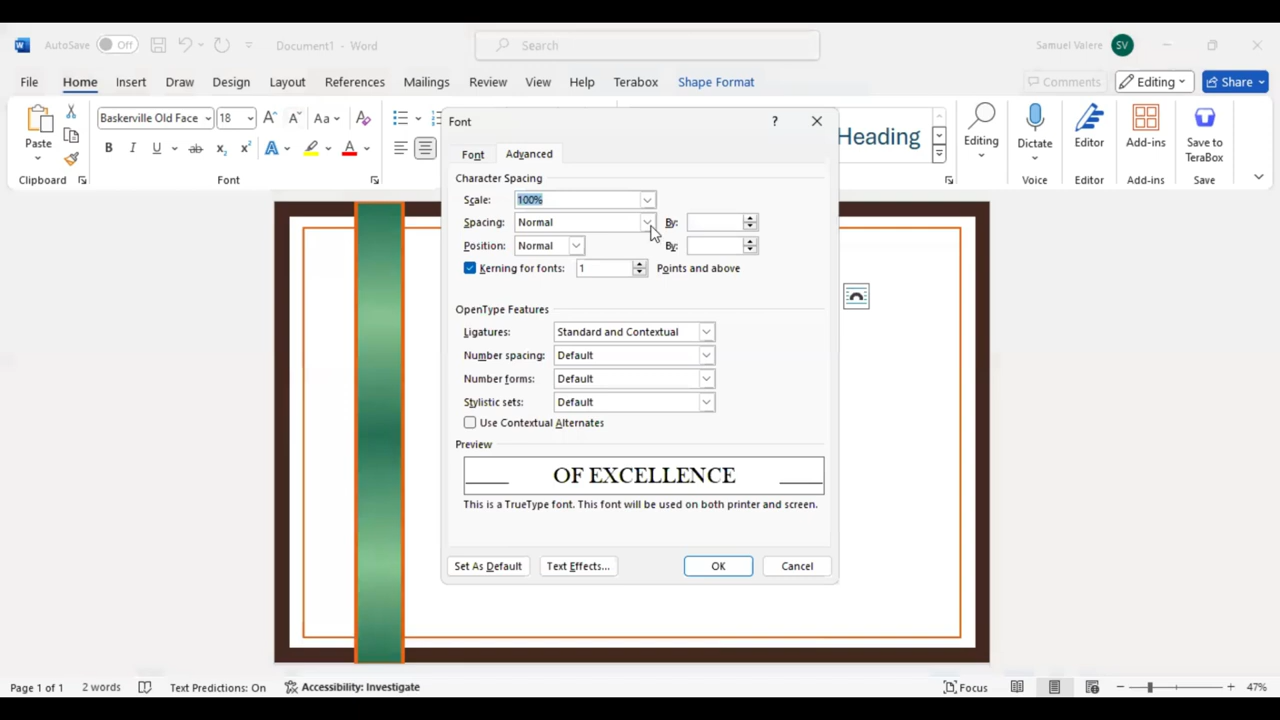 AutoSave Off Document1 - Word Search Samuel Valere SV
File Home Insert Draw Design Layout References Mailings Review View Help Terabox Shape Format Comments Editing Share
Paste Baskerville Old Face 18 Aa Heading Editing Dictate Editor Add-ins Save to TeraBox
B I U ab x₂ x² A A
Clipboard Font Voice Editor Add-ins Save
Font ?
Font Advanced
Character Spacing
Scale: 100%
Spacing: Normal By:
Position: Normal By:
Kerning for fonts: 1 Points and above
OpenType Features
Ligatures: Standard and Contextual
Number spacing: Default
Number forms: Default
Stylistic sets: Default
Use Contextual Alternates
Preview
OF EXCELLENCE
This is a TrueType font. This font will be used on both printer and screen.
Set As Default Text Effects... OK Cancel
Page 1 of 1 2 words Text Predictions: On Accessibility: Investigate Focus 47%